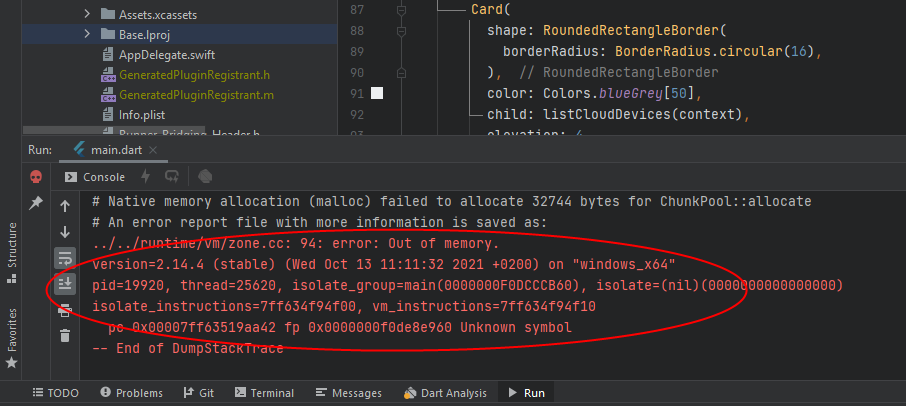 Assets.xcassets
Base.lproj
AppDelegate.swift
GeneratedPluginRegistrant.h
GeneratedPluginRegistrant.m
Info.plist
Runner-Bridging-Header.h
87 Card(
88 shape: RoundedRectangleBorder(
89 borderRadius: BorderRadius.circular(16),
90 ), // RoundedRectangleBorder
91 color: Colors.blueGrey[50],
92 child: listCloudDevices(context),
93 elevation: 4
Run: main.dart
Console
# Native memory allocation (malloc) failed to allocate 32744 bytes for ChunkPool::allocate
# An error report file with more information is saved as:
../../runtime/vm/zone.cc: 94: error: Out of memory.
version=2.14.4 (stable) (Wed Oct 13 11:11:32 2021 +0200) on "windows_x64"
pid=19920, thread=25620, isolate_group=main(0000000F0DCCCB60), isolate=(nil)(0000000000000000)
isolate_instructions=7ff634f94f00, vm_instructions=7ff634f94f10
pc 0x00007ff63519aa42 fp 0x0000000f0de8e960 Unknown symbol
-- End of DumpStackTrace
Structure
Favorites
TODO Problems Git Terminal Messages Dart Analysis Run